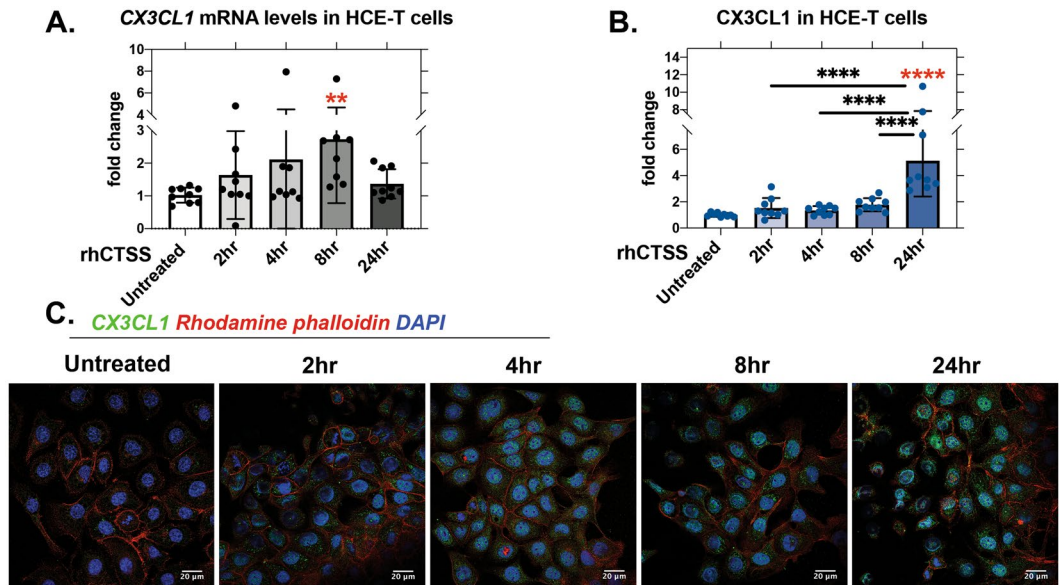 A.
CX3CL1 mRNA levels in HCE-T cells
fold change
10
8
6
4
3
2
1
0
**
rhCTSS
Untreated
2hr
4hr
8hr
24hr
B.
CX3CL1 in HCE-T cells
fold change
14
12
10
8
6
4
2
0
****
****
****
****
rhCTSS
Untreated
2hr
4hr
8hr
24hr
C.
CX3CL1 Rhodamine phalloidin DAPI
Untreated
2hr
4hr
8hr
24hr
20 µm
20 µm
20 µm
20 µm
20 µm